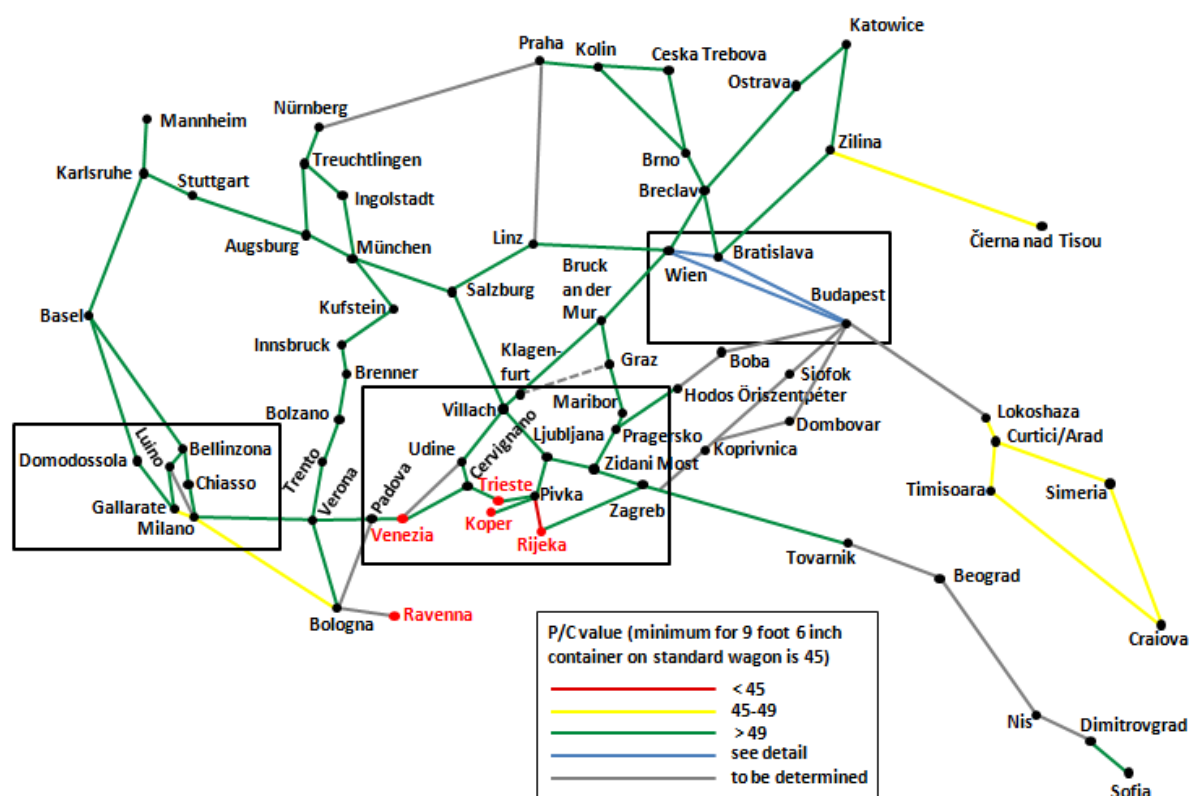 Praha
Kolin
Ceska Trebova
Katowice
Ostrava
Mannheim
Nürnberg
Karlsruhe
Stuttgart
Treuchtlingen
Ingolstadt
Brno
Zilina
Breclav
Augsburg
München
Linz
Wien
Bratislava
Čierna nad Tisou
Bruck
an der
Mur
Budapest
Salzburg
Kufstein
Basel
Innsbruck
Klagen-
furt
Graz
Boba
Siofok
Brenner
Hodos Öriszentpéter
Bolzano
Villach
Maribor
Dombovar
Lokoshaza
Curtici/Arad
Luino
Bellinzona
Domodossola
Chiasso
Trento
Verona
Padova
Udine
Cervignano
Ljubljana
Pragersko
Koprivnica
Zidani Most
Timisoara
Simeria
Gallarate
Milano
Venezia
Trieste
Koper
Pivka
Rijeka
Zagreb
Tovarnik
Beograd
Bologna
Ravenna
Craiova
P/C value (minimum for 9 foot 6 inch
container on standard wagon is 45)
< 45
45-49
> 49
see detail
to be determined
Nis
Dimitrovgrad
Sofia